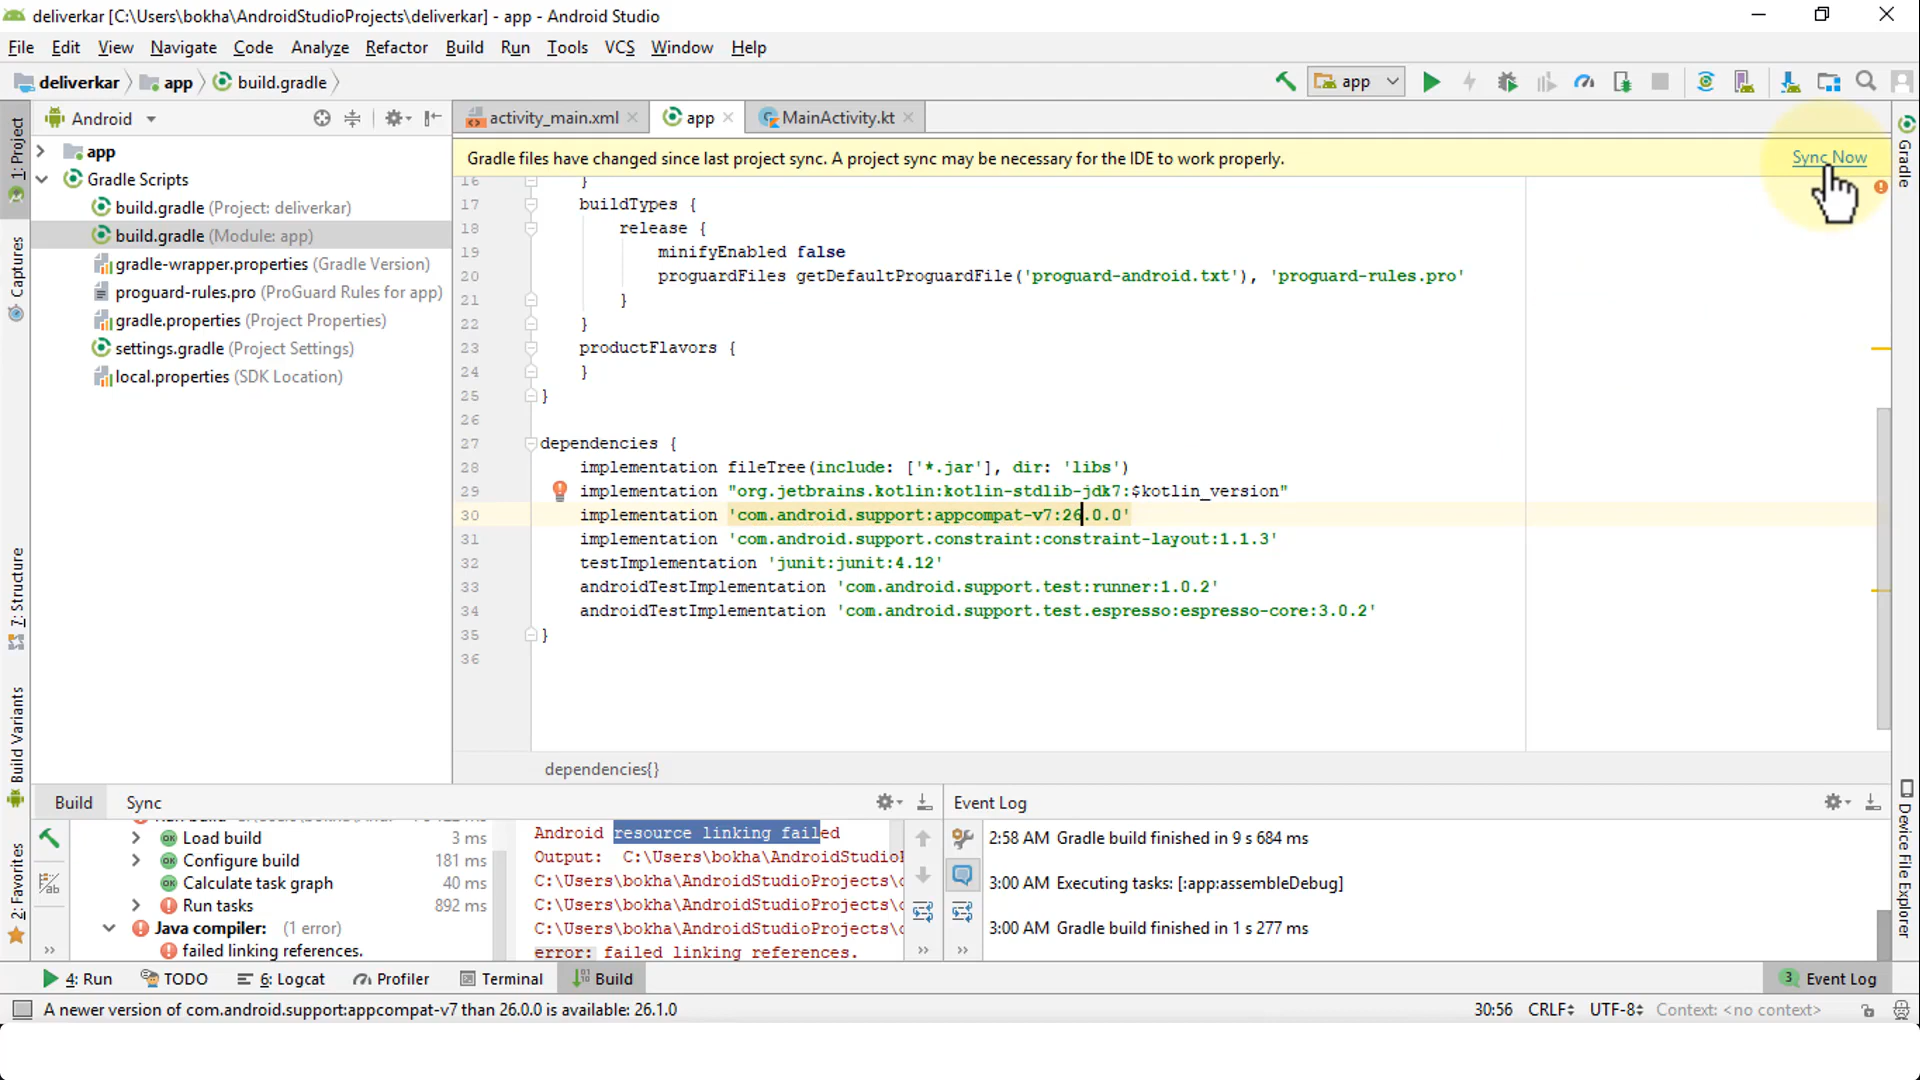 deliverkar [C:\Users\bokha\AndroidStudioProjects\deliverkar] - app - Android Studio
File Edit View Navigate Code Analyze Refactor Build Run Tools VCS Window Help
deliverkar app build.gradle app
Android
activity_main.xml app MainActivity.kt
1: Project
Captures
7: Structure
Build Variants
2: Favorites
app
Gradle Scripts
build.gradle (Project: deliverkar)
build.gradle (Module: app)
gradle-wrapper.properties (Gradle Version)
proguard-rules.pro (ProGuard Rules for app)
gradle.properties (Project Properties)
settings.gradle (Project Settings)
local.properties (SDK Location)
Gradle files have changed since last project sync. A project sync may be necessary for the IDE to work properly. Sync Now
16 }
17 buildTypes {
18 release {
19 minifyEnabled false
20 proguardFiles getDefaultProguardFile('proguard-android.txt'), 'proguard-rules.pro'
21 }
22 }
23 productFlavors {
24 }
25 }
26
27 dependencies {
28 implementation fileTree(include: ['*.jar'], dir: 'libs')
29 implementation "org.jetbrains.kotlin:kotlin-stdlib-jdk7:$kotlin_version"
30 implementation 'com.android.support:appcompat-v7:26.0.0'
31 implementation 'com.android.support.constraint:constraint-layout:1.1.3'
32 testImplementation 'junit:junit:4.12'
33 androidTestImplementation 'com.android.support.test:runner:1.0.2'
34 androidTestImplementation 'com.android.support.test.espresso:espresso-core:3.0.2'
35 }
36
dependencies{}
Gradle
Device File Explorer
Build Sync
Load build 3 ms
Configure build 181 ms
Calculate task graph 40 ms
Run tasks 892 ms
Java compiler: (1 error)
failed linking references.
Android resource linking failed
Output: C:\Users\bokha\AndroidStudioP
C:\Users\bokha\AndroidStudioProjects\
C:\Users\bokha\AndroidStudioProjects\
C:\Users\bokha\AndroidStudioProjects\
error: failed linking references.
Event Log
2:58 AM Gradle build finished in 9 s 684 ms
3:00 AM Executing tasks: [:app:assembleDebug]
3:00 AM Gradle build finished in 1 s 277 ms
4: Run TODO 6: Logcat Profiler Terminal Build 3 Event Log
A newer version of com.android.support:appcompat-v7 than 26.0.0 is available: 26.1.0 30:56 CRLF UTF-8 Context: <no context>